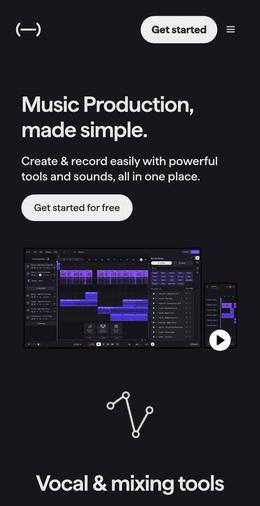 Get started
Music Production,
made simple.
Create & record easily with powerful
tools and sounds, all in one place.
Get started for free
Vocal & mixing tools